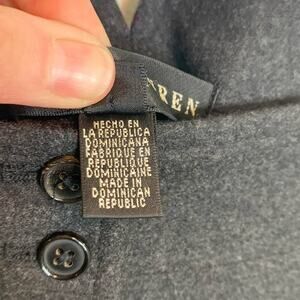 REN
HECHO EN
LA REPUBLICA
DOMINICANA
FABRIQUE EN
REPUBLIQUE
DOMINICAINE
MADE IN
DOMINICAN
REPUBLIC